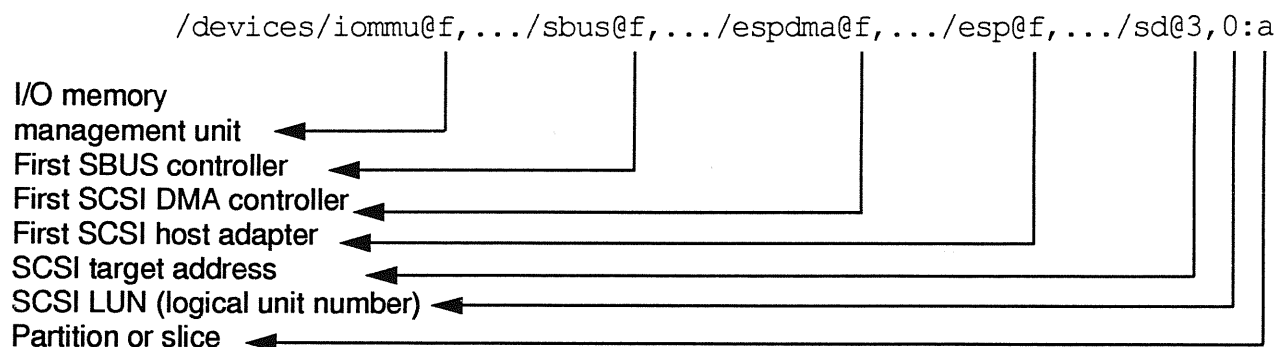 /devices/iommu@f,.../sbus@f,.../espdma@f,.../esp@f,.../sd@3,0:a
I/O memory
management unit
First SBUS controller
First SCSI DMA controller
First SCSI host adapter
SCSI target address
SCSI LUN (logical unit number)
Partition or slice